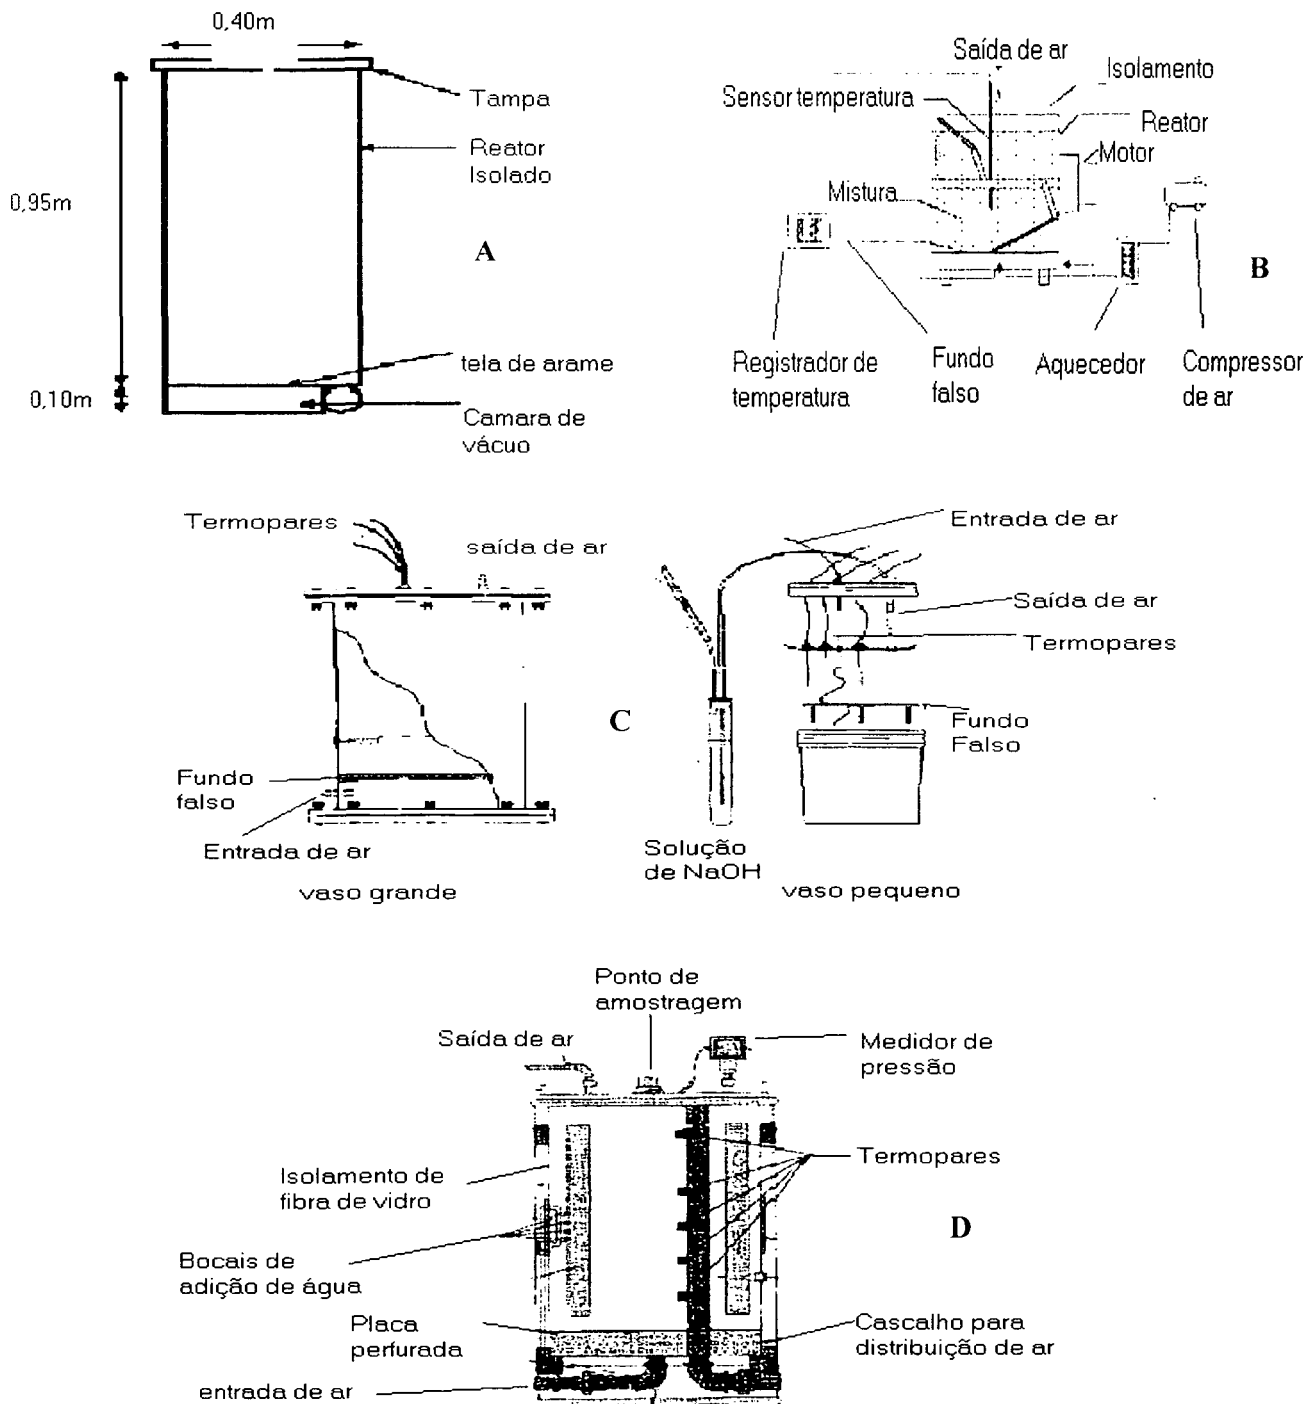 0,40m
Tampa
Reator
Isolado
0,95m
A
tela de arame
0,10m
Camara de
vácuo
Saída de ar
Isolamento
Sensor temperatura
Reator
Motor
Mistura
B
Registrador de
temperatura
Fundo
falso
Aquecedor
Compressor
de ar
Termopares
saída de ar
Fundo
falso
Entrada de ar
vaso grande
C
Entrada de ar
Saída de ar
Termopares
Fundo
Falso
Solução
de NaOH
vaso pequeno
Ponto de
amostragem
Saída de ar
Medidor de
pressão
Isolamento de
fibra de vidro
Termopares
D
Bocais de
adição de água
Placa
perfurada
Cascalho para
distribuição de ar
entrada de ar